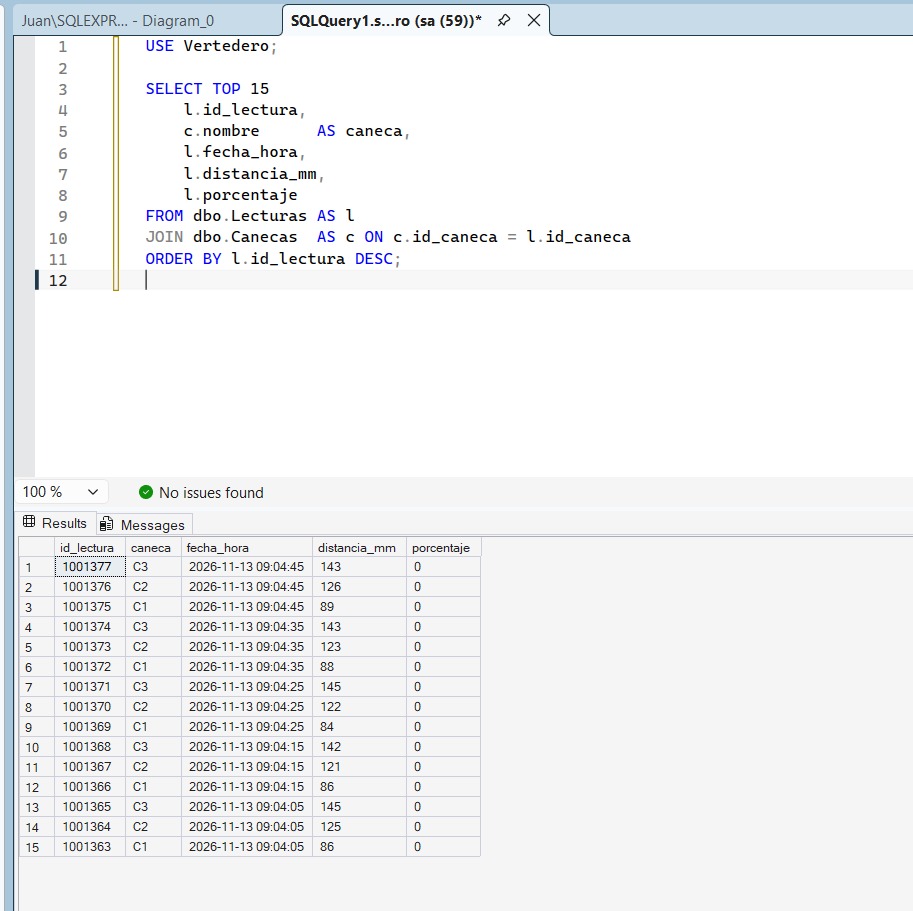 Juan\SQLEXPR... - Diagram_0
SQLQuery1.s...ro (sa (59))*
1 USE Vertedero;
2
3 SELECT TOP 15
4 l.id_lectura,
5 c.nombre AS caneca,
6 l.fecha_hora,
7 l.distancia_mm,
8 l.porcentaje
9 FROM dbo.Lecturas AS l
10 JOIN dbo.Canecas AS c ON c.id_caneca = l.id_caneca
11 ORDER BY l.id_lectura DESC;
12
100 % No issues found
Results Messages
id_lectura caneca fecha_hora distancia_mm porcentaje
1 1001377 C3 2026-11-13 09:04:45 143 0
2 1001376 C2 2026-11-13 09:04:45 126 0
3 1001375 C1 2026-11-13 09:04:45 89 0
4 1001374 C3 2026-11-13 09:04:35 143 0
5 1001373 C2 2026-11-13 09:04:35 123 0
6 1001372 C1 2026-11-13 09:04:35 88 0
7 1001371 C3 2026-11-13 09:04:25 145 0
8 1001370 C2 2026-11-13 09:04:25 122 0
9 1001369 C1 2026-11-13 09:04:25 84 0
10 1001368 C3 2026-11-13 09:04:15 142 0
11 1001367 C2 2026-11-13 09:04:15 121 0
12 1001366 C1 2026-11-13 09:04:15 86 0
13 1001365 C3 2026-11-13 09:04:05 145 0
14 1001364 C2 2026-11-13 09:04:05 125 0
15 1001363 C1 2026-11-13 09:04:05 86 0